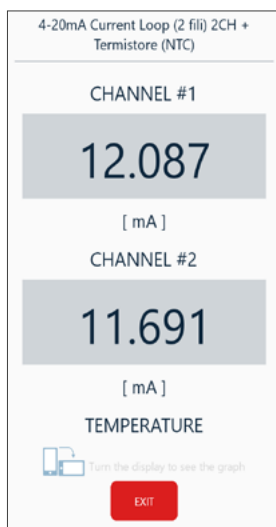 4-20mA Current Loop (2 fili) 2CH +
Termistore (NTC)
CHANNEL #1
12.087
[ mA ]
CHANNEL #2
11.691
[ mA ]
TEMPERATURE
Turn the display to see the graph
EXIT